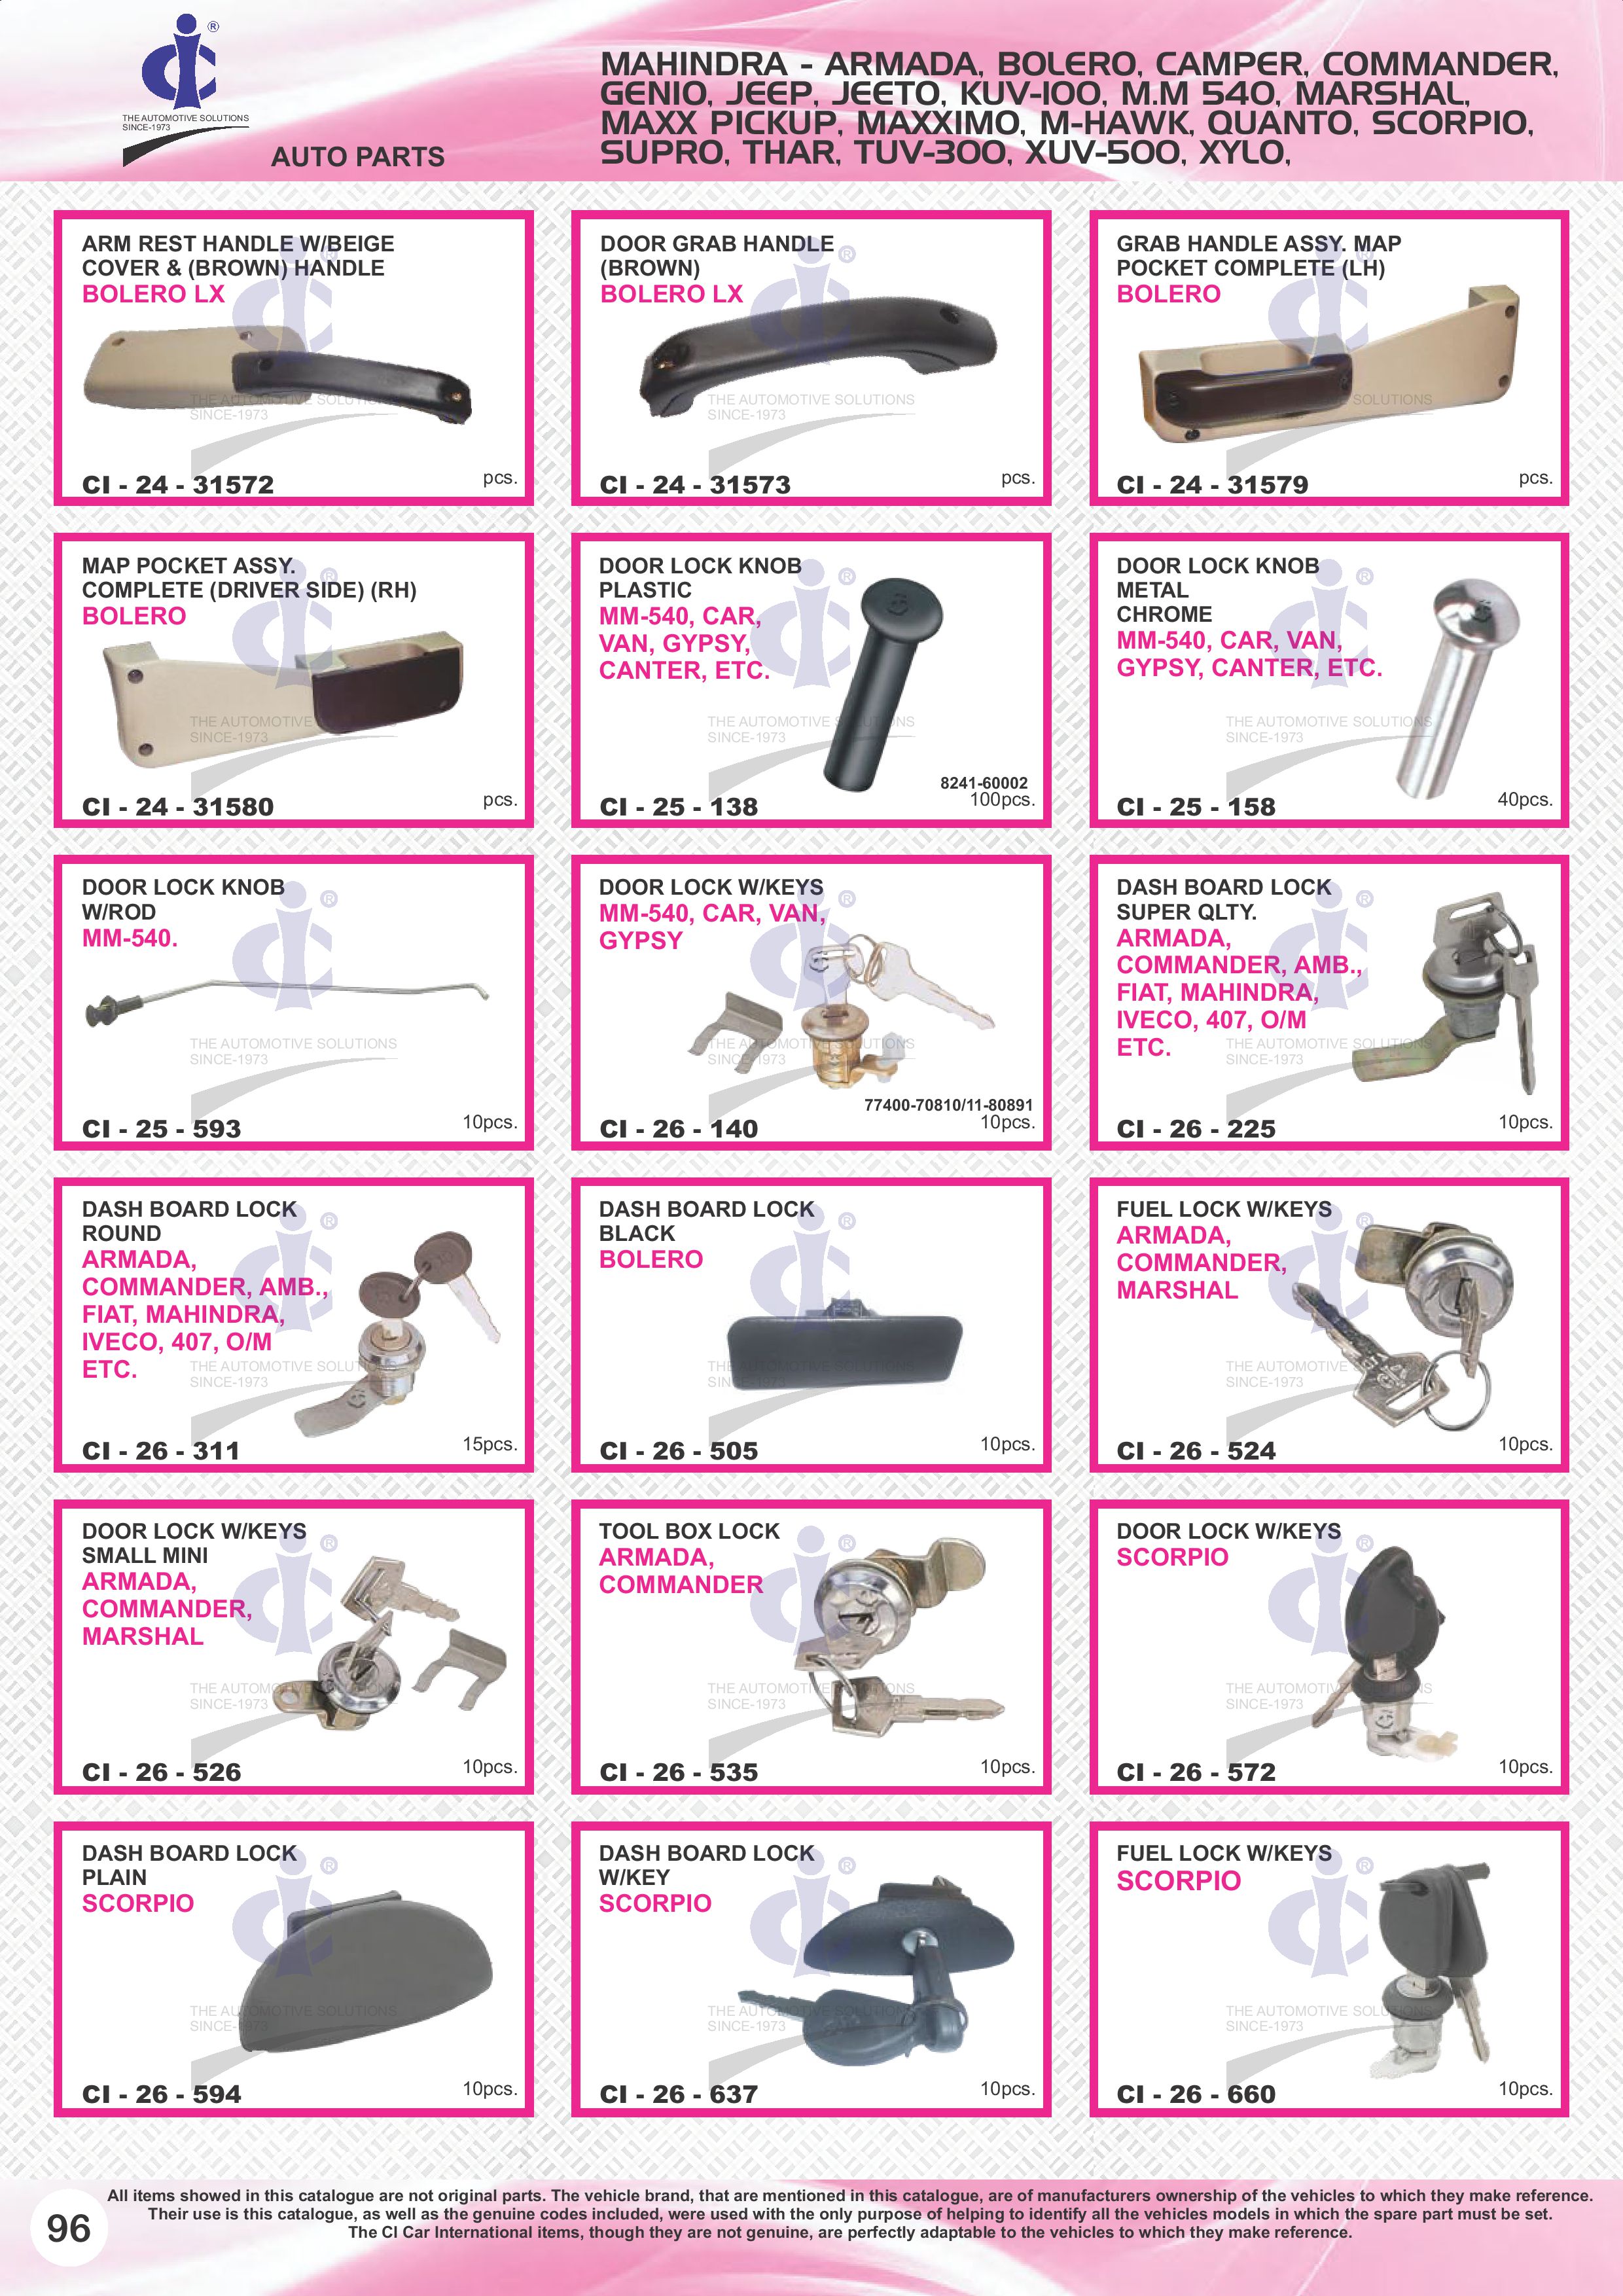 ®
THE AUTOMOTIVE SOLUTIONS
SINCE-1973
AUTO PARTS
MAHINDRA - ARMADA, BOLERO, CAMPER, COMMANDER,
GENIO, JEEP, JEETO, KUV-100, M.M 540, MARSHAL,
MAXX PICKUP, MAXXIMO, M-HAWK, QUANTO, SCORPIO,
SUPRO, THAR, TUV-300, XUV-500, XYLO,
ARM REST HANDLE W/BEIGE
COVER & (BROWN) HANDLE
BOLERO LX
CI - 24 - 31572
pcs.
DOOR GRAB HANDLE
(BROWN)
BOLERO LX
CI - 24 - 31573
pcs.
GRAB HANDLE ASSY. MAP
POCKET COMPLETE (LH)
BOLERO
CI - 24 - 31579
pcs.
MAP POCKET ASSY.
COMPLETE (DRIVER SIDE) (RH)
BOLERO
CI - 24 - 31580
pcs.
DOOR LOCK KNOB
PLASTIC
MM-540, CAR,
VAN, GYPSY,
CANTER, ETC.
8241-60002
CI - 25 - 138
100pcs.
DOOR LOCK KNOB
METAL
CHROME
MM-540, CAR, VAN,
GYPSY, CANTER, ETC.
CI - 25 - 158
40pcs.
DOOR LOCK KNOB
W/ROD
MM-540.
CI - 25 - 593
10pcs.
DOOR LOCK W/KEYS
MM-540, CAR, VAN,
GYPSY
77400-70810/11-80891
CI - 26 - 140
10pcs.
DASH BOARD LOCK
SUPER QLTY.
ARMADA,
COMMANDER, AMB.,
FIAT, MAHINDRA,
IVECO, 407, O/M
ETC.
CI - 26 - 225
10pcs.
DASH BOARD LOCK
ROUND
ARMADA,
COMMANDER, AMB.,
FIAT, MAHINDRA,
IVECO, 407, O/M
ETC.
CI - 26 - 311
15pcs.
DASH BOARD LOCK
BLACK
BOLERO
CI - 26 - 505
10pcs.
FUEL LOCK W/KEYS
ARMADA,
COMMANDER,
MARSHAL
CI - 26 - 524
10pcs.
DOOR LOCK W/KEYS
SMALL MINI
ARMADA,
COMMANDER,
MARSHAL
CI - 26 - 526
10pcs.
TOOL BOX LOCK
ARMADA,
COMMANDER
CI - 26 - 535
10pcs.
DOOR LOCK W/KEYS
SCORPIO
CI - 26 - 572
10pcs.
DASH BOARD LOCK
PLAIN
SCORPIO
CI - 26 - 594
10pcs.
DASH BOARD LOCK
W/KEY
SCORPIO
CI - 26 - 637
10pcs.
FUEL LOCK W/KEYS
SCORPIO
CI - 26 - 660
10pcs.
96
All items showed in this catalogue are not original parts. The vehicle brand, that are mentioned in this catalogue, are of manufacturers ownership of the vehicles to which they make reference.
Their use is this catalogue, as well as the genuine codes included, were used with the only purpose of helping to identify all the vehicles models in which the spare part must be set.
The CI Car International items, though they are not genuine, are perfectly adaptable to the vehicles to which they make reference.